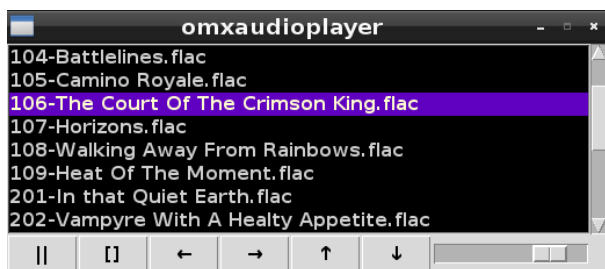 omxaudioplayer
104-Battlelines.flac
105-Camino Royale.flac
106-The Court Of The Crimson King.flac
107-Horizons.flac
108-Walking Away From Rainbows.flac
109-Heat Of The Moment.flac
201-In that Quiet Earth.flac
202-Vampyre With A Healty Appetite.flac
|| [] ← → ↑ ↓